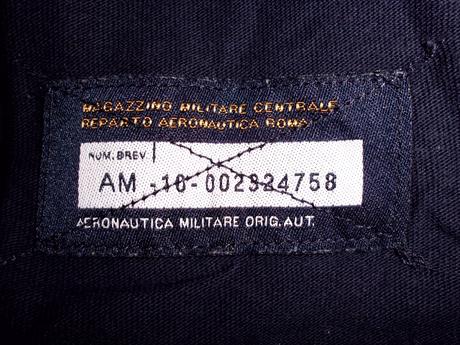 MAGAZZINO MILITARE CENTRALE
REPARTO AERONAUTICA ROMA
NUM.BREV.
AM -10-002324758
AERONAUTICA MILITARE ORIG.AUT.